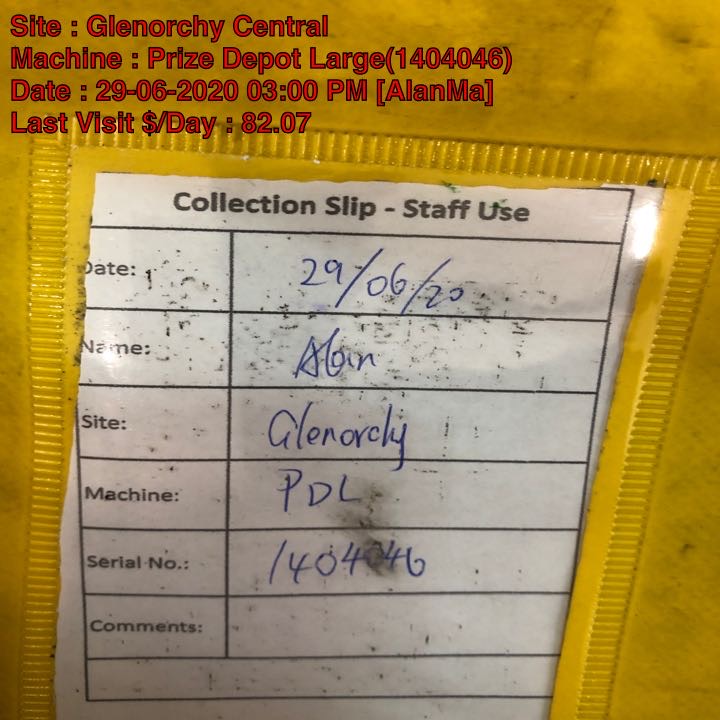 Site : Glenorchy Central
Machine : Prize Depot Large(1404046)
Date : 29-06-2020 03:00 PM [AlanMa]
Last Visit $/Day : 82.07
Collection Slip - Staff Use
Date: 29/06/20
Name: Alan
Site: Glenorchy
Machine: PDL
Serial No.: 1404046
Comments: